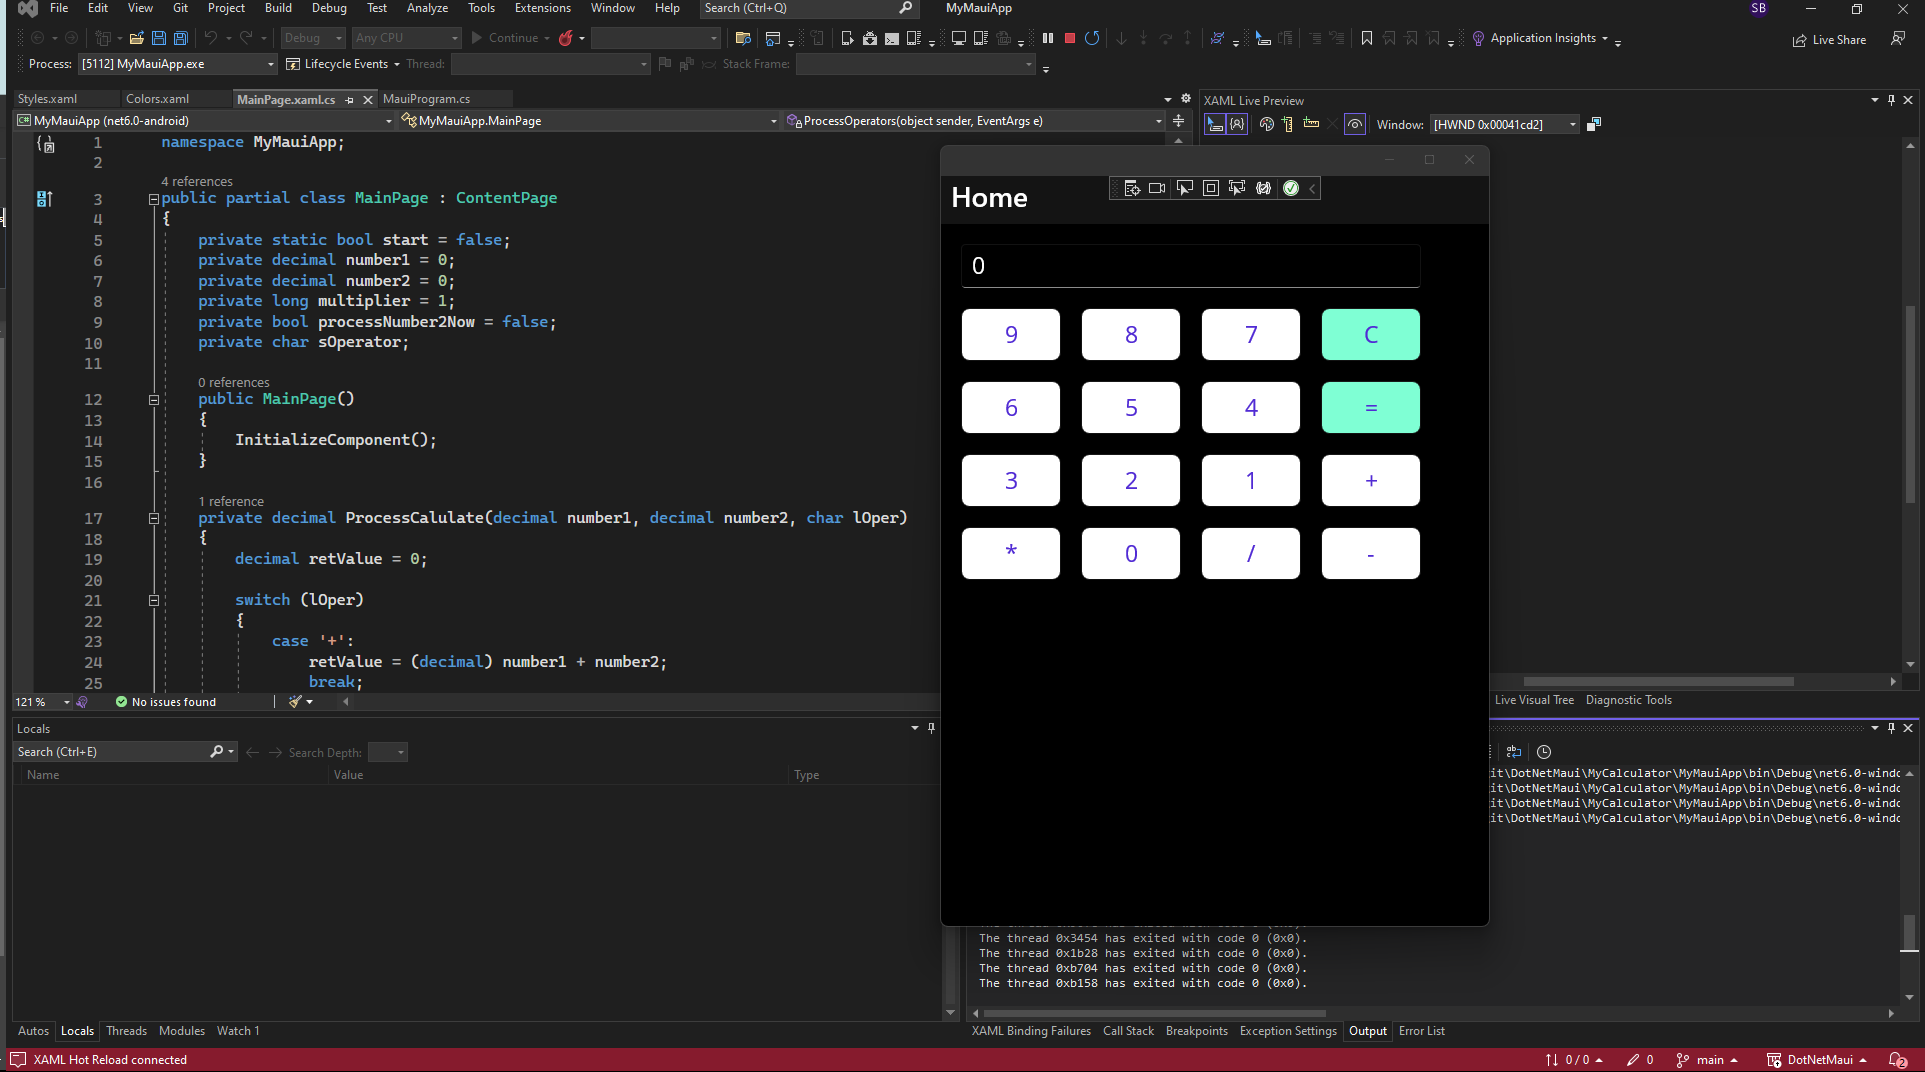 File Edit View Git Project Build Debug Test Analyze Tools Extensions Window Help Search (Ctrl+Q) MyMauiApp SB
Debug Any CPU Continue Application Insights Live Share
Process: [5112] MyMauiApp.exe Lifecycle Events Thread: Stack Frame:
Styles.xaml Colors.xaml MainPage.xaml.cs MauiProgram.cs
MyMauiApp (net6.0-android) MyMauiApp.MainPage ProcessOperators(object sender, EventArgs e)
1 namespace MyMauiApp;
2
4 references
3 public partial class MainPage : ContentPage
4 {
5 private static bool start = false;
6 private decimal number1 = 0;
7 private decimal number2 = 0;
8 private long multiplier = 1;
9 private bool processNumber2Now = false;
10 private char sOperator;
11
0 references
12 public MainPage()
13 {
14 InitializeComponent();
15 }
16
1 reference
17 private decimal ProcessCalulate(decimal number1, decimal number2, char lOper)
18 {
19 decimal retValue = 0;
20
21 switch (lOper)
22 {
23 case '+':
24 retValue = (decimal) number1 + number2;
25 break;
121 % No issues found
XAML Live Preview
Window: [HWND 0x00041cd2]
Home
0
9 8 7 C
6 5 4 =
3 2 1 +
* 0 / -
Live Visual Tree Diagnostic Tools
Locals
Search (Ctrl+E) Search Depth:
Name Value Type
it\DotNetMaui\MyCalculator\MyMauiApp\bin\Debug\net6.0-windo
it\DotNetMaui\MyCalculator\MyMauiApp\bin\Debug\net6.0-windo
it\DotNetMaui\MyCalculator\MyMauiApp\bin\Debug\net6.0-windo
it\DotNetMaui\MyCalculator\MyMauiApp\bin\Debug\net6.0-windo
The thread 0x3454 has exited with code 0 (0x0).
The thread 0x1b28 has exited with code 0 (0x0).
The thread 0xb704 has exited with code 0 (0x0).
The thread 0xb158 has exited with code 0 (0x0).
Autos Locals Threads Modules Watch 1
XAML Binding Failures Call Stack Breakpoints Exception Settings Output Error List
XAML Hot Reload connected 0 / 0 0 main DotNetMaui 2